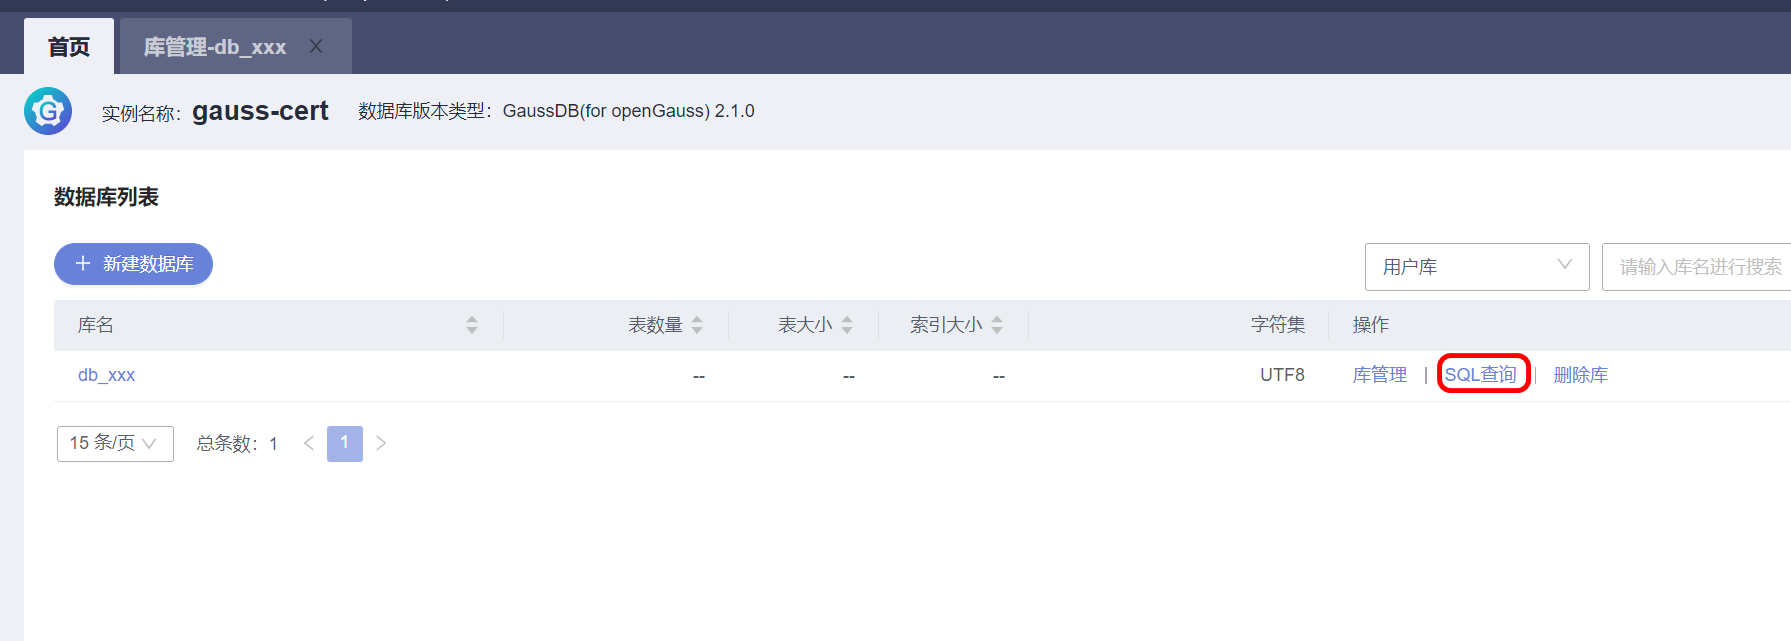 首页 库管理-db_xxx X
G 实例名称： gauss-cert 数据库版本类型： GaussDB(for openGauss) 2.1.0
数据库列表
+ 新建数据库 用户库 请输入库名进行搜索
库名 表数量 表大小 索引大小 字符集 操作
db_xxx -- -- -- UTF8 库管理 | SQL查询 | 删除库
15 条/页 总条数： 1 < 1 >